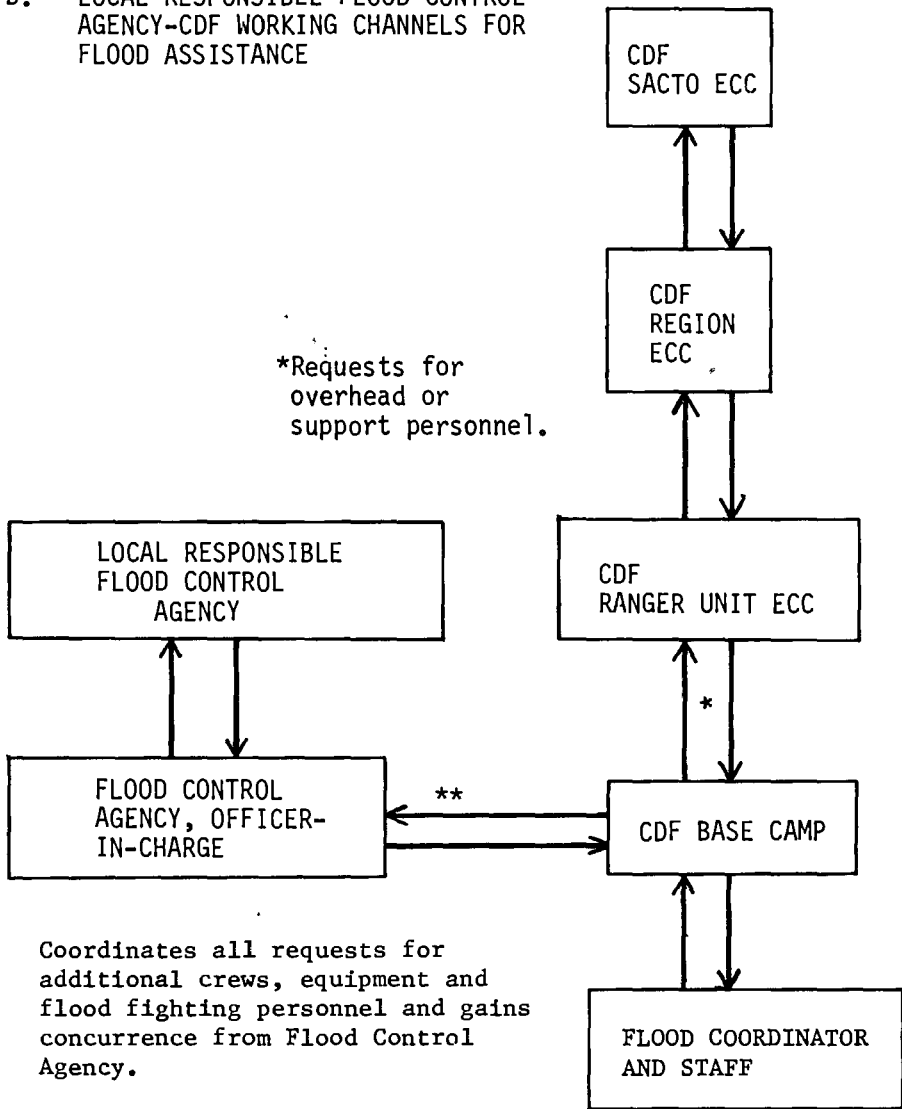 LOCAL RESPONSIBLE FLOOD CONTROL
AGENCY-CDF WORKING CHANNELS FOR
FLOOD ASSISTANCE
CDF
SACTO ECC
CDF
REGION
ECC
*Requests for
overhead or
support personnel.
LOCAL RESPONSIBLE
FLOOD CONTROL
AGENCY
CDF
RANGER UNIT ECC
*
FLOOD CONTROL
AGENCY, OFFICER-
IN-CHARGE
**
CDF BASE CAMP
Coordinates all requests for
additional crews, equipment and
flood fighting personnel and gains
concurrence from Flood Control
Agency.
FLOOD COORDINATOR
AND STAFF